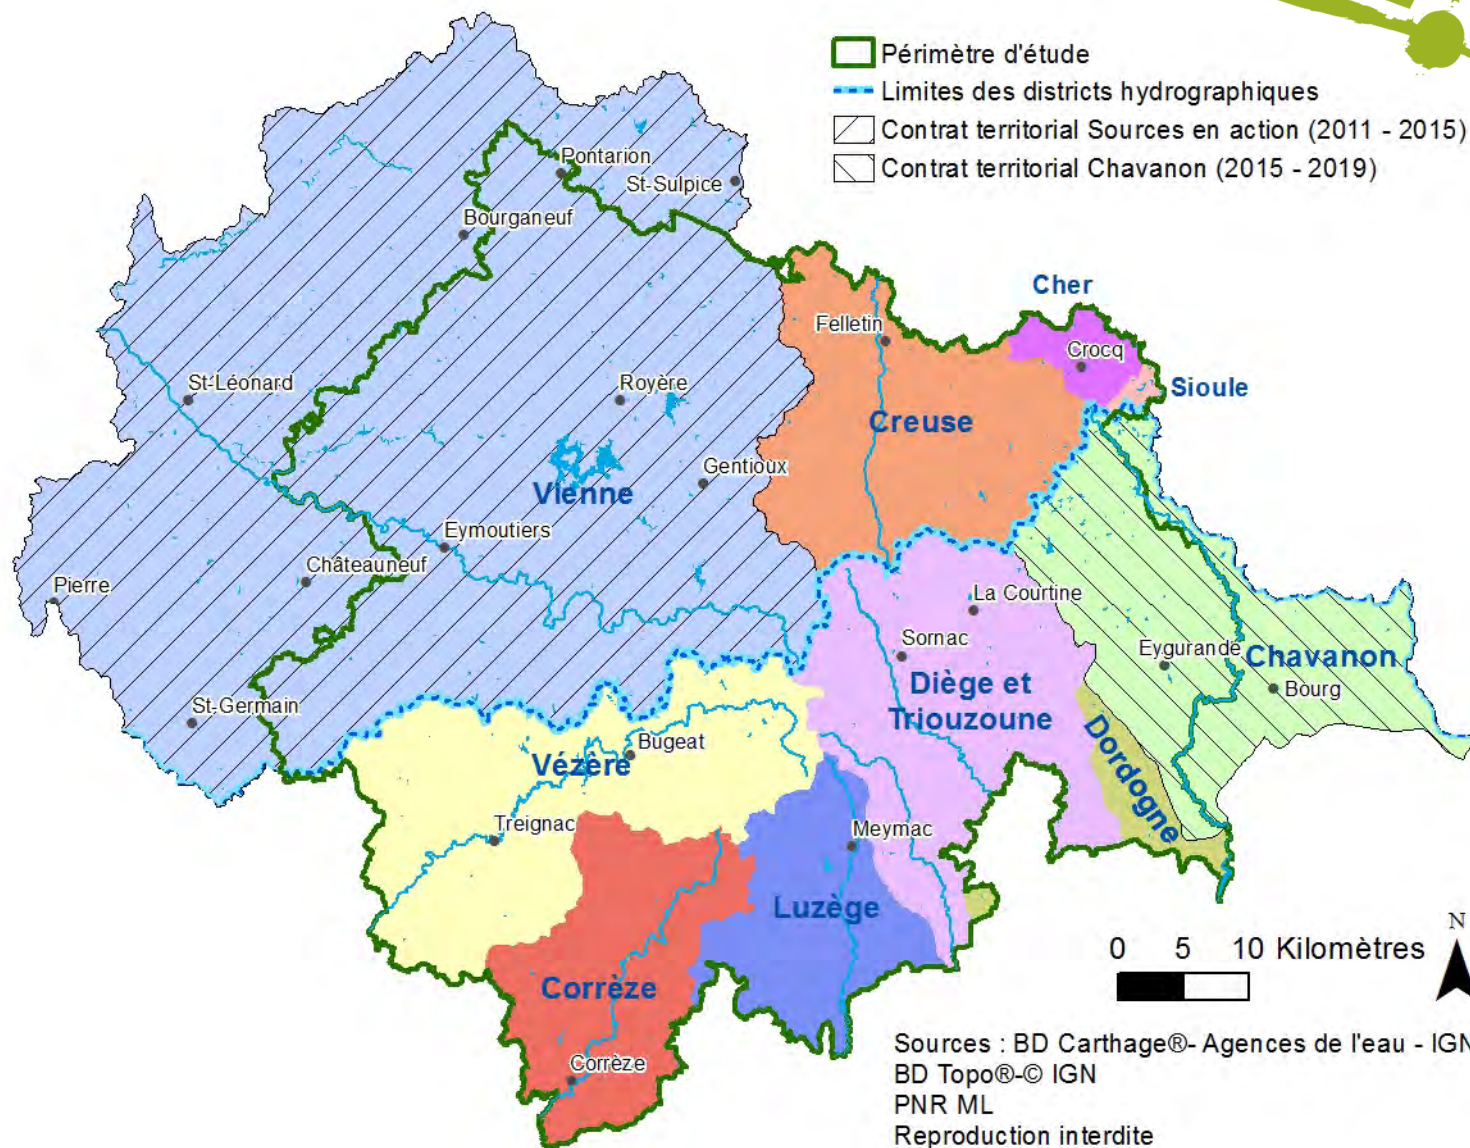 Périmètre d'étude
Limites des districts hydrographiques
Contrat territorial Sources en action (2011 - 2015)
Contrat territorial Chavanon (2015 - 2019)
Pontarion
St-Sulpice
Bourganeuf
Cher
Felletin
Crocq
St-Léonard
Royère
Sioule
Creuse
Gentioux
Vienne
Eymoutiers
Châteauneuf
Pierre
La Courtine
Sornac
Eygurande
Chavanon
Bourg
Diège et
Triouzoune
St-Germain
Dordogne
Bugeat
Vézère
Treignac
Meymac
Luzège
Corrèze
Corrèze
N
0 5 10 Kilomètres
Sources : BD Carthage®- Agences de l'eau - IGN
BD Topo®-© IGN
PNR ML
Reproduction interdite